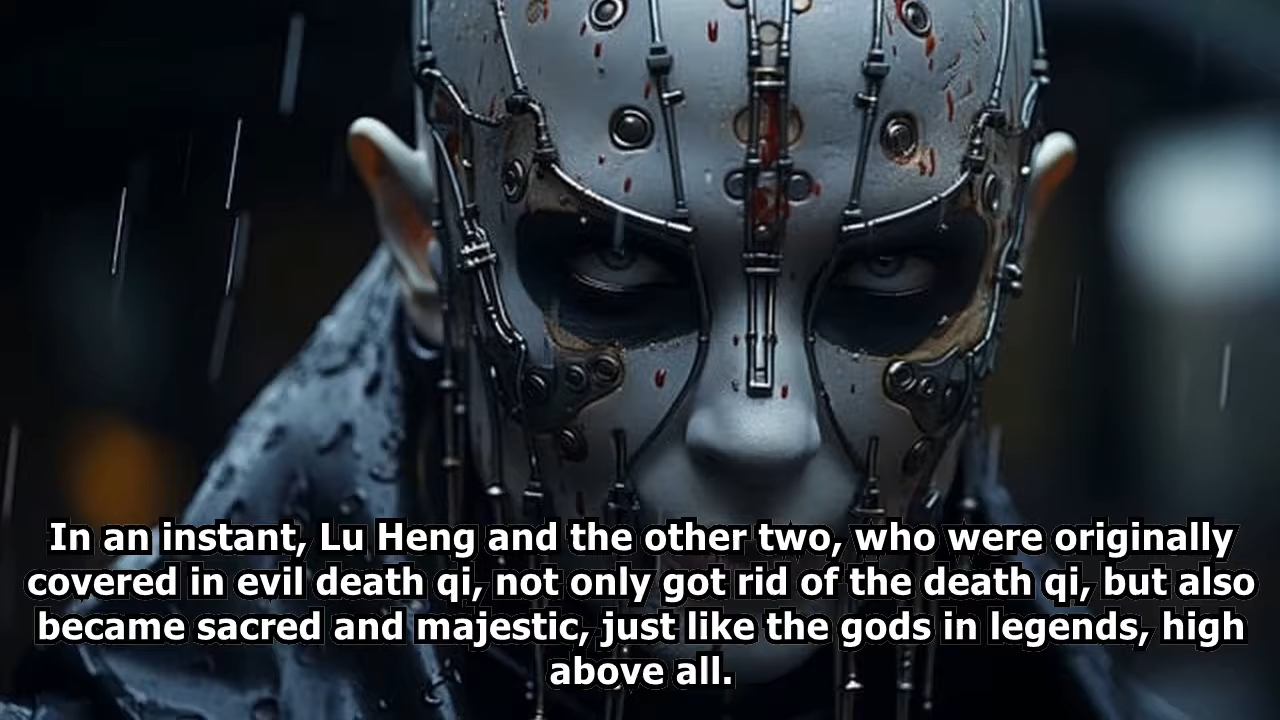 In an instant, Lu Heng and the other two, who were originally
covered in evil death qi, not only got rid of the death qi, but also
became sacred and majestic, just like the gods in legends, high
above all.